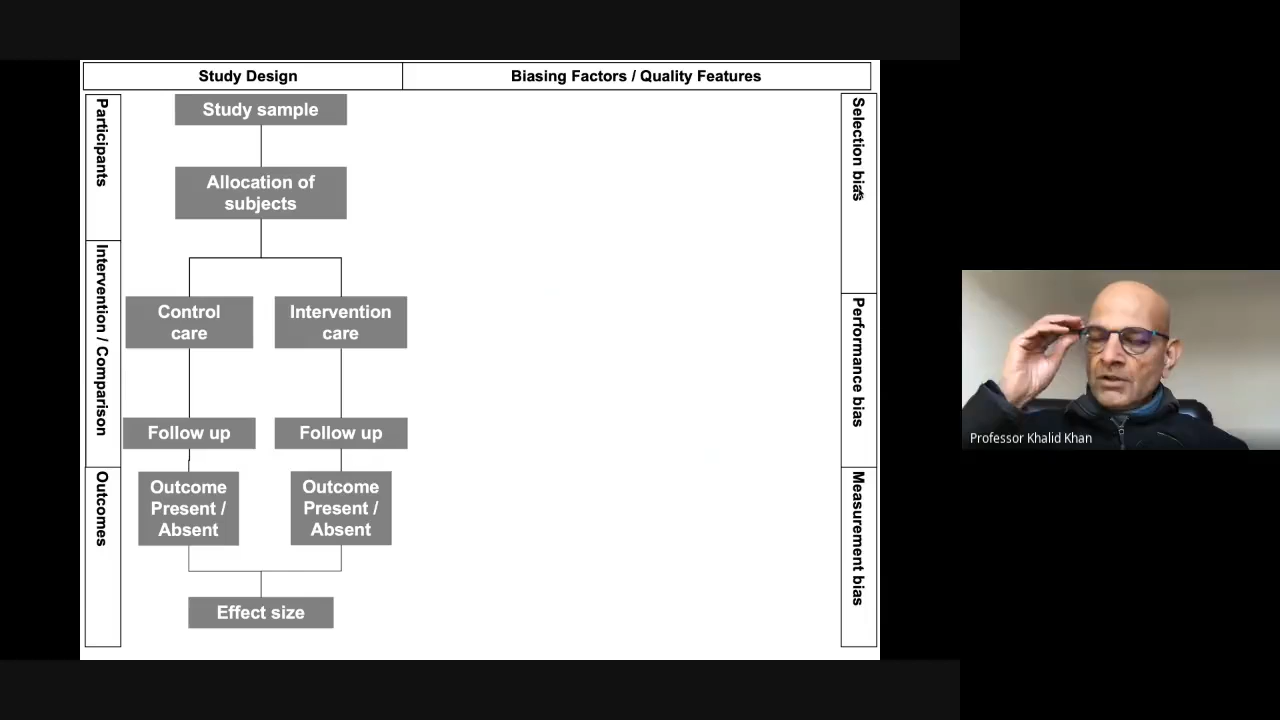 Study Design
Biasing Factors / Quality Features
Participants
Study sample
Allocation of
subjects
Selection bias
Intervention / Comparison
Control
care
Intervention
care
Follow up
Follow up
Performance bias
Outcomes
Outcome
Present /
Absent
Outcome
Present /
Absent
Effect size
Measurement bias
Professor Khalid Khan